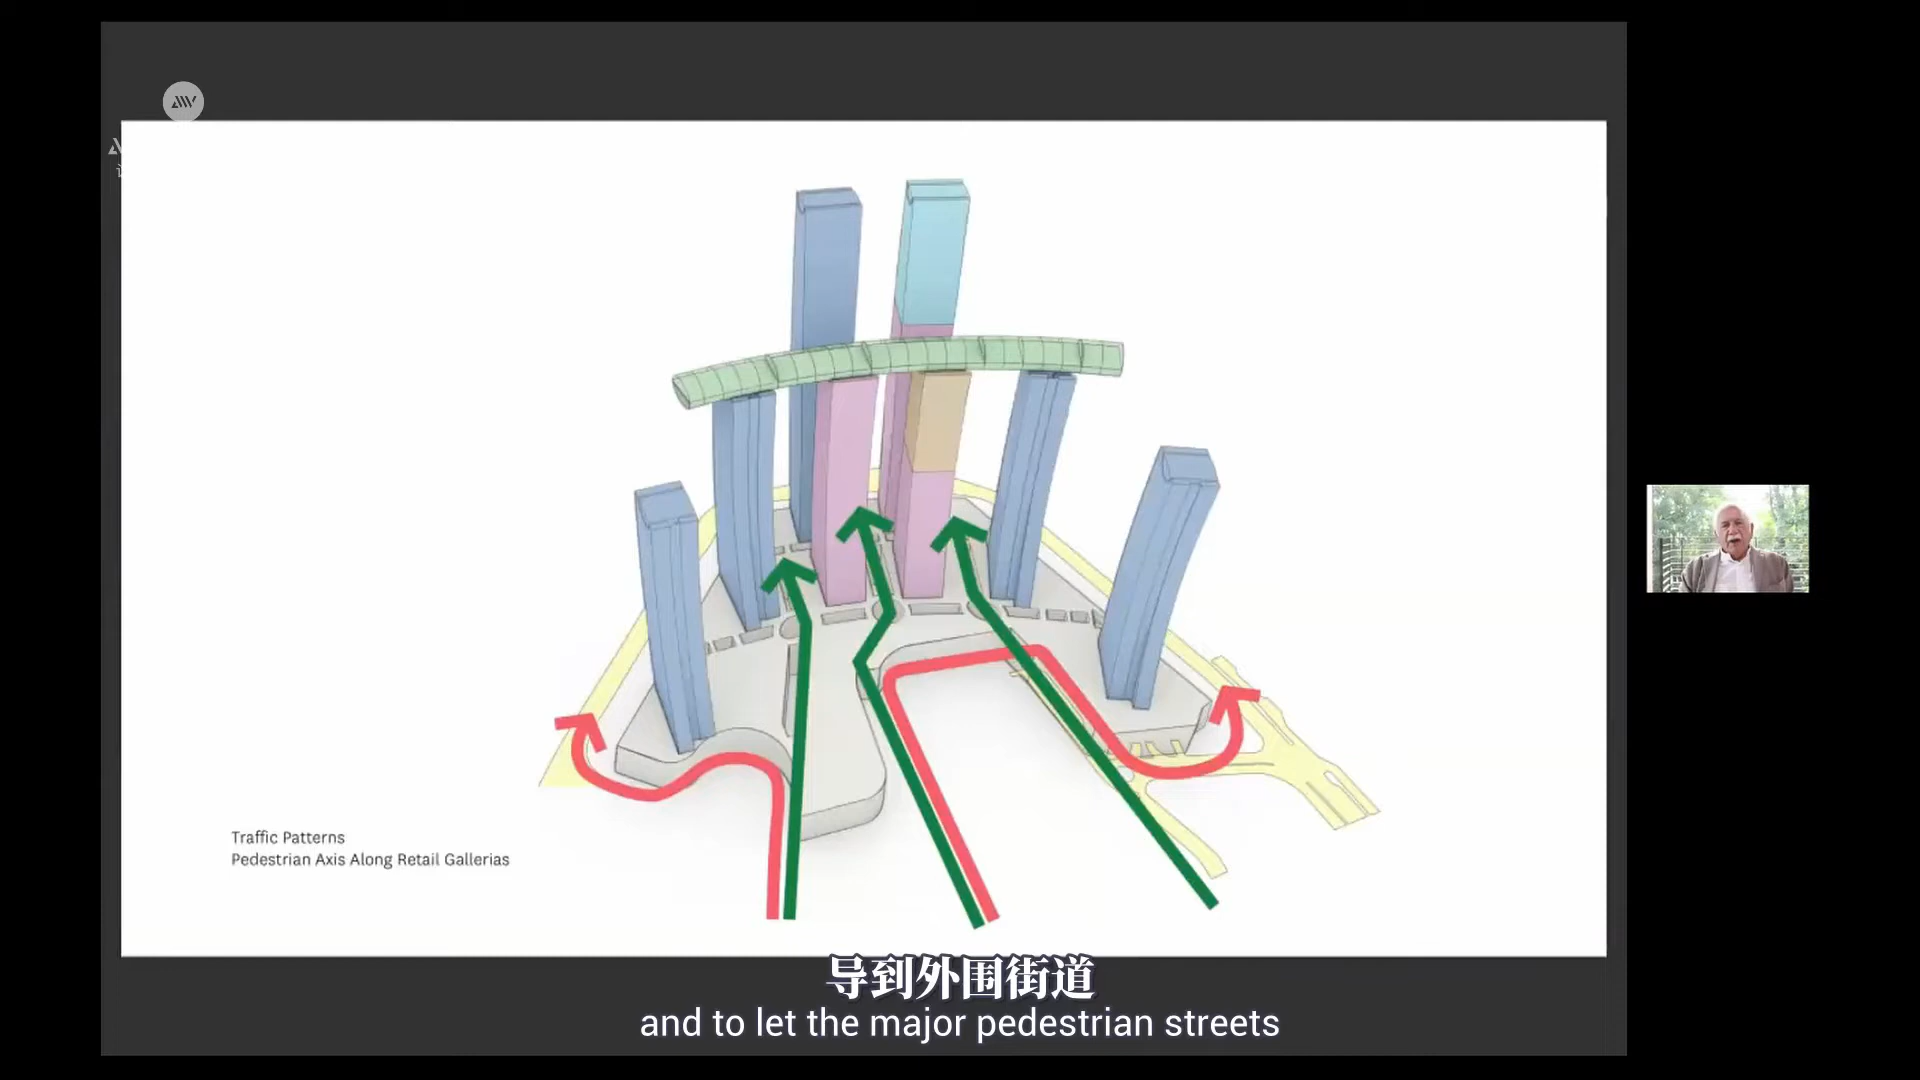 Traffic Patterns
Pedestrian Axis Along Retail Gallerias
导到外围街道
and to let the major pedestrian streets